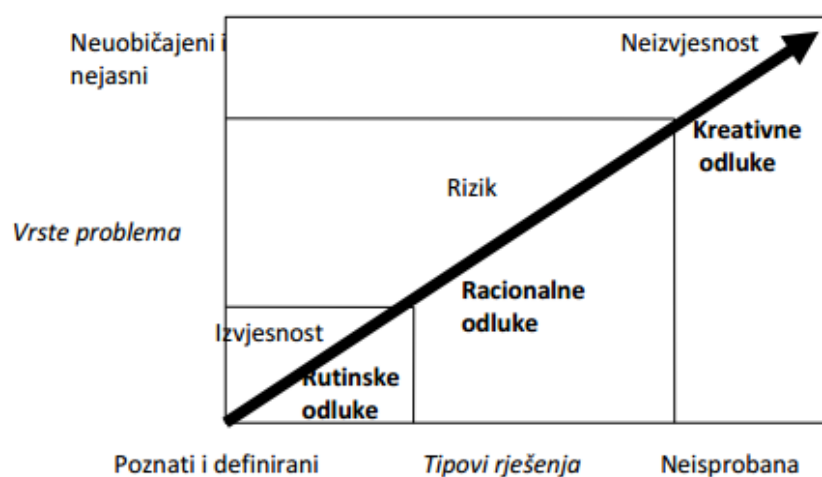 Neuobičajeni i
nejasni
Neizvjesnost
Kreativne
odluke
Rizik
Vrste problema
Racionalne
odluke
Izvjesnost
Rutinske
odluke
Poznati i definirani
Tipovi rješenja
Neisprobana